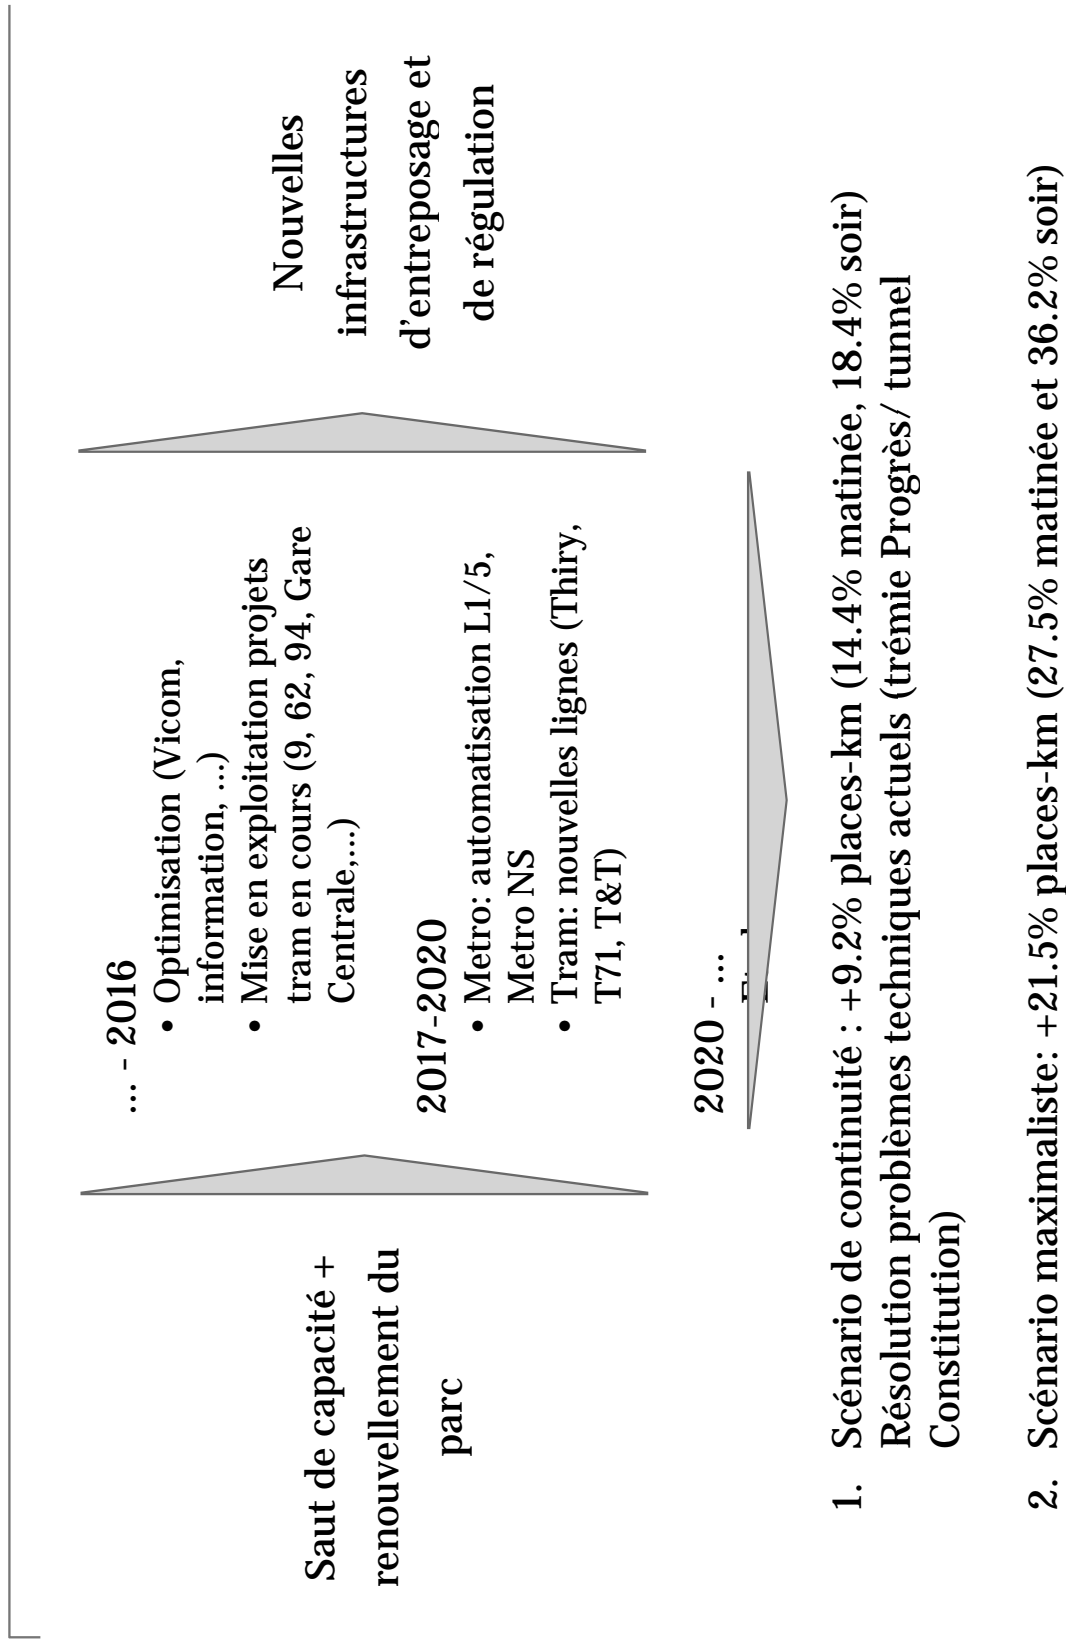 Saut de capacité +
renouvellement du
parc
... - 2016
• Optimisation (Vicom,
information, ...)
• Mise en exploitation projets
tram en cours (9, 62, 94, Gare
Centrale,...)
2017-2020
• Metro: automatisation L1/5,
Metro NS
• Tram: nouvelles lignes (Thiry,
T71, T&T)
2020 - ...
Nouvelles
infrastructures
d'entreposage et
de régulation
1. Scénario de continuité : +9.2% places-km (14.4% matinée, 18.4% soir)
Résolution problèmes techniques actuels (trémie Progrès/ tunnel
Constitution)
2. Scénario maximaliste: +21.5% places-km (27.5% matinée et 36.2% soir)